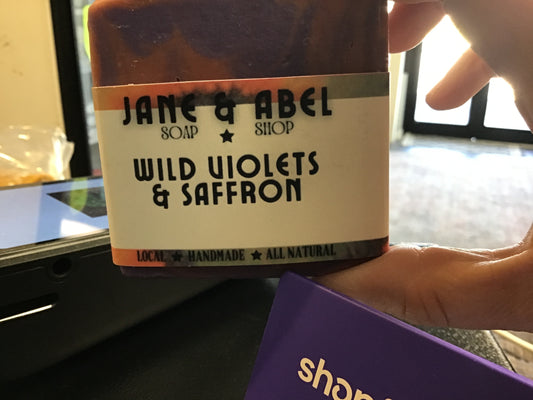 JANE & ABEL
SOAP ★ SHOP
WILD VIOLETS
& SAFFRON
LOCAL ★ HANDMADE ★ ALL NATURAL